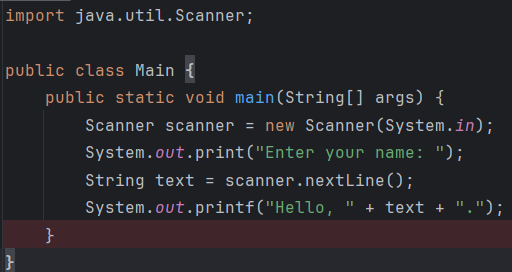 import java.util.Scanner;
public class Main {
    public static void main(String[] args) {
        Scanner scanner = new Scanner(System.in);
        System.out.print("Enter your name: ");
        String text = scanner.nextLine();
        System.out.printf("Hello, " + text + ".");
    }
}